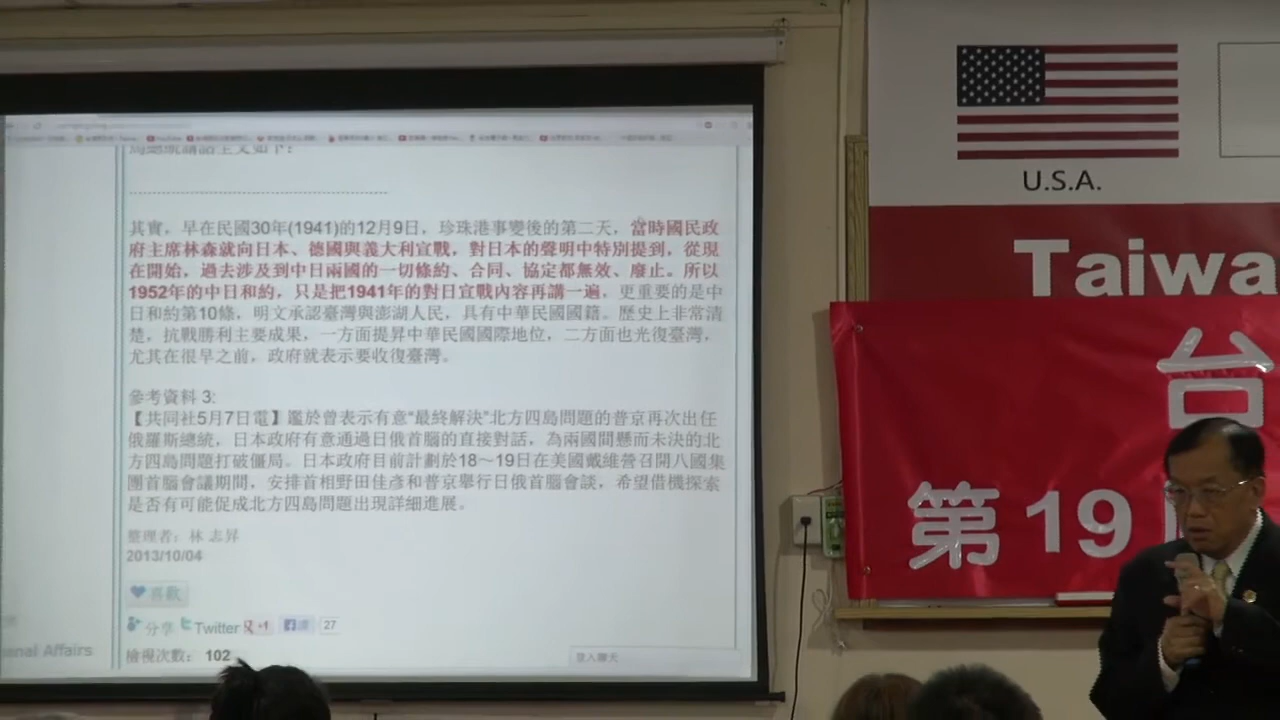 其實，早在民國30年(1941)的12月9日，珍珠港事變後的第二天，當時國民政
府主席林森就向日本、德國與義大利宣戰，對日本的聲明中特別提到，從現
在開始，過去涉及到中日兩國的一切條約、合同、協定都無效、廢止。所以
1952年的中日和約，只是把1941年的對日宣戰內容再講一遍，更重要的是中
日和約第10條，明文承認臺灣與澎湖人民，具有中華民國國籍。歷史上非常清
楚，抗戰勝利主要成果，一方面提昇中華民國國際地位，二方面也光復臺灣，
尤其在很早之前，政府就表示要收復臺灣。
參考資料 3:
【共同社5月7日電】鑑於曾表示有意“最終解決”北方四島問題的普京再次出任
俄羅斯總統，日本政府有意通過日俄首腦的直接對話，為兩國間懸而未決的北
方四島問題打破僵局。日本政府目前計劃於18～19日在美國戴維營召開八國集
團首腦會議期間，安排首相野田佳彥和普京舉行日俄首腦會談，希望借機探索
是否有可能促成北方四島問題出現詳細進展。
整理者：林 志昇
2013/10/04
喜歡
分享 Twitter +1 27
檢視次數： 102
登入聊天
Affairs
U.S.A.
Taiwa
台
第19